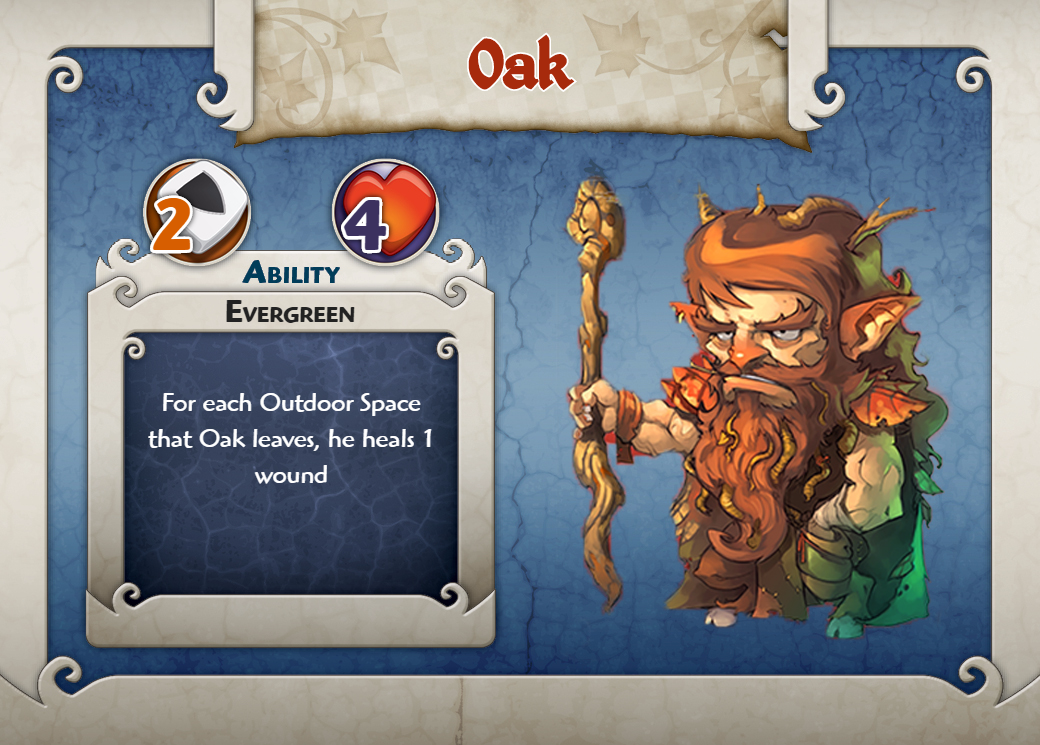 Oak
2
4
Ability
Evergreen
For each Outdoor Space
that Oak leaves, he heals 1
wound